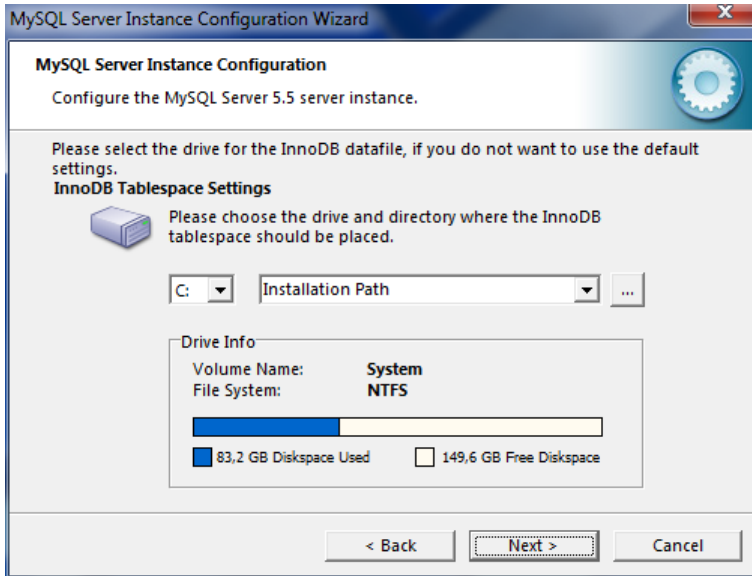 MySQL Server Instance Configuration Wizard
MySQL Server Instance Configuration
Configure the MySQL Server 5.5 server instance.
Please select the drive for the InnoDB datafile, if you do not want to use the default
settings.
InnoDB Tablespace Settings
Please choose the drive and directory where the InnoDB
tablespace should be placed.
C: Installation Path ...
Drive Info
Volume Name: System
File System: NTFS
83,2 GB Diskspace Used 149,6 GB Free Diskspace
< Back Next > Cancel